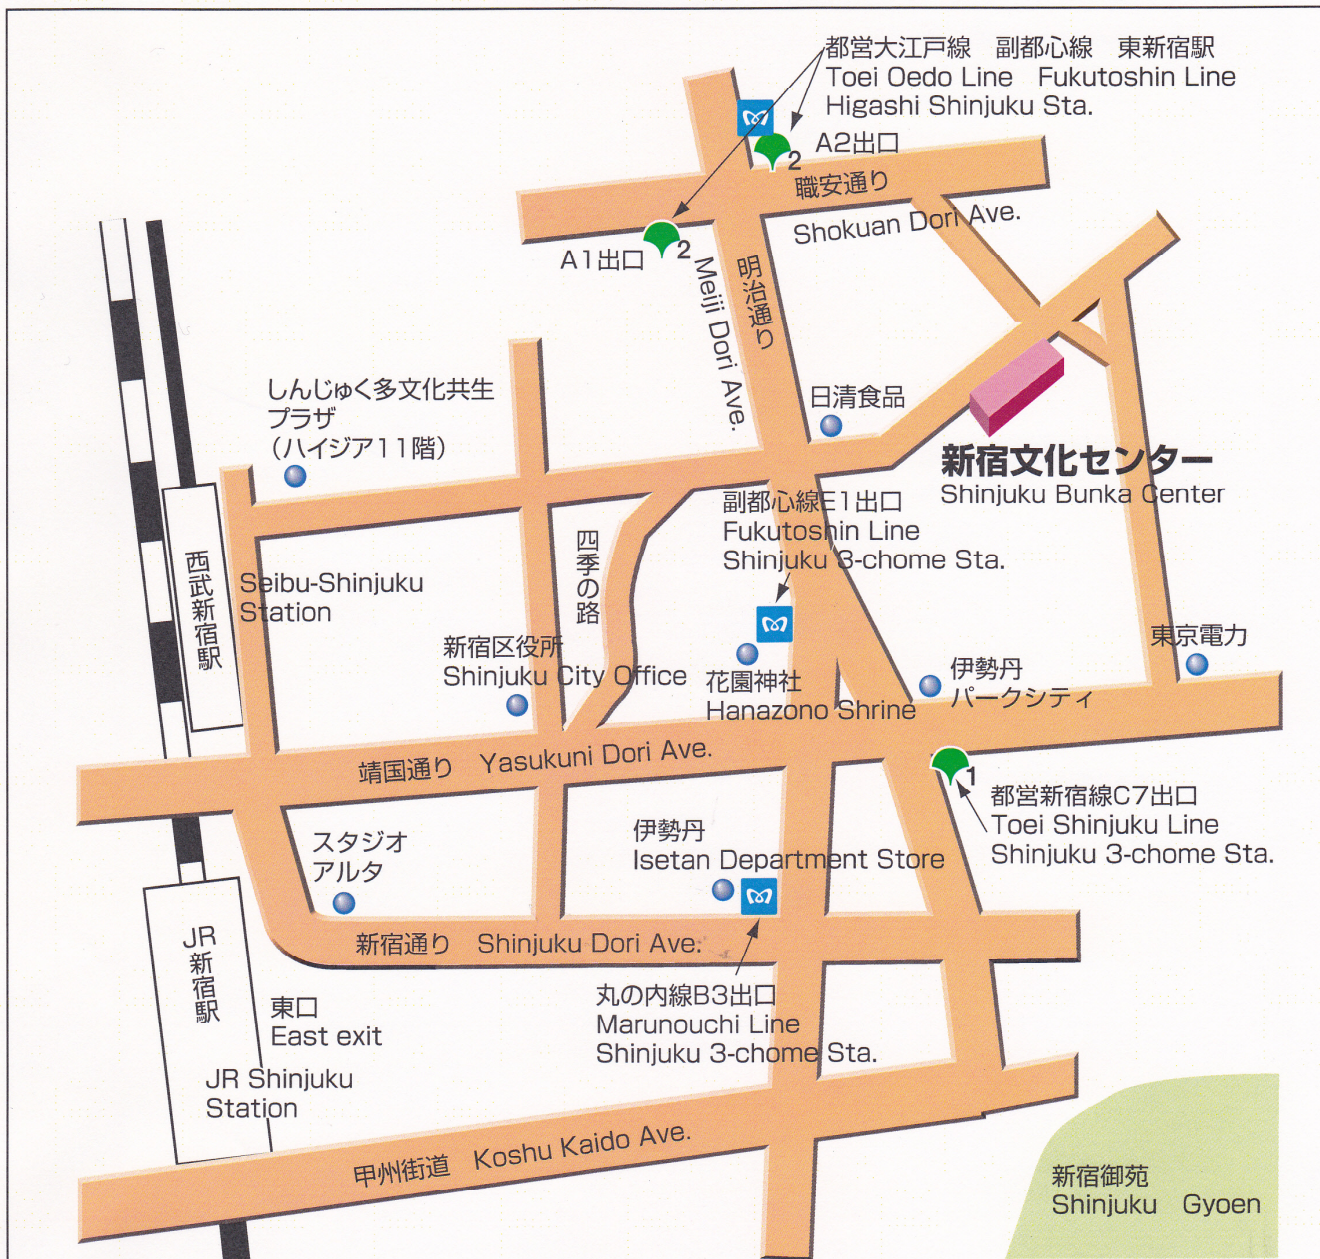 都営大江戸線　副都心線　東新宿駅
Toei Oedo Line　Fukutoshin Line
Higashi Shinjuku Sta.
A2出口
2
職安通り
Shokuan Dori Ave.
A1出口
2
明治通り
Meiji Dori Ave.
しんじゅく多文化共生
プラザ
（ハイジア11階）
日清食品
新宿文化センター
Shinjuku Bunka Center
副都心線E1出口
Fukutoshin Line
Shinjuku 3-chome Sta.
四季の路
西武新宿駅
Seibu-Shinjuku
Station
新宿区役所
Shinjuku City Office
花園神社
Hanazono Shrine
伊勢丹
パークシティ
東京電力
靖国通り　Yasukuni Dori Ave.
1
都営新宿線C7出口
Toei Shinjuku Line
Shinjuku 3-chome Sta.
スタジオ
アルタ
伊勢丹
Isetan Department Store
新宿通り　Shinjuku Dori Ave.
JR新宿駅
東口
East exit
JR Shinjuku
Station
丸の内線B3出口
Marunouchi Line
Shinjuku 3-chome Sta.
甲州街道　Koshu Kaido Ave.
新宿御苑
Shinjuku　Gyoen